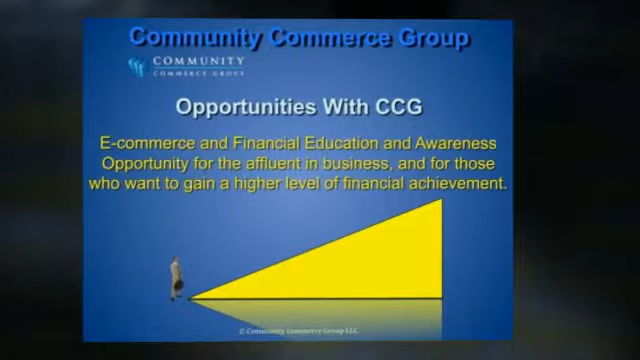 Community Commerce Group
COMMUNITY
COMMERCE GROUP
Opportunities With CCG
E-commerce and Financial Education and Awareness
Opportunity for the affluent in business, and for those
who want to gain a higher level of financial achievement.
© Community Commerce Group LLC.